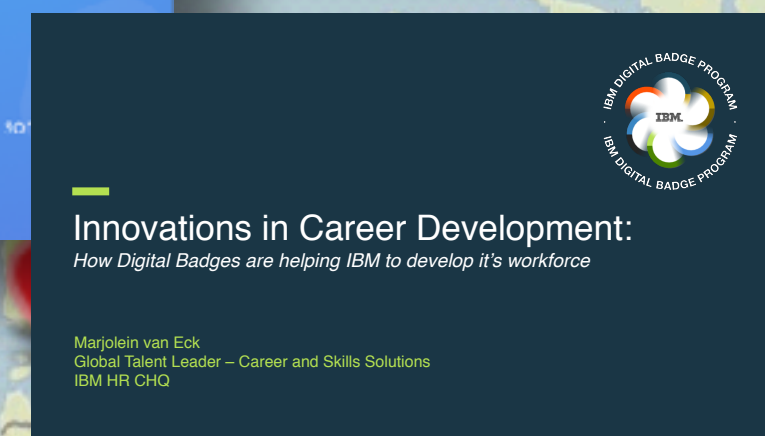 · IBM DIGITAL BADGE PROGRAM ·
IBM.
IBM DIGITAL BADGE PROGRAM
Innovations in Career Development:
How Digital Badges are helping IBM to develop it’s workforce
Marjolein van Eck
Global Talent Leader – Career and Skills Solutions
IBM HR CHQ